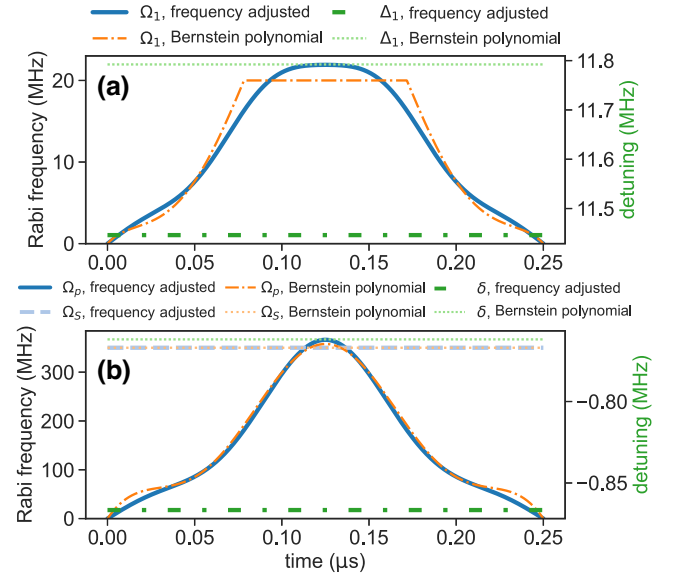 Ω₁, frequency adjusted Δ₁, frequency adjusted
Ω₁, Bernstein polynomial Δ₁, Bernstein polynomial
(a)
Rabi frequency (MHz)
20
10
0
11.8
11.7
11.6
11.5
detuning (MHz)
0.00 0.05 0.10 0.15 0.20 0.25
Ωₚ, frequency adjusted Ωₚ, Bernstein polynomial δ, frequency adjusted
Ω_S, frequency adjusted Ω_S, Bernstein polynomial δ, Bernstein polynomial
(b)
Rabi frequency (MHz)
300
200
100
0
−0.80
−0.85
detuning (MHz)
0.00 0.05 0.10 0.15 0.20 0.25
time (μs)